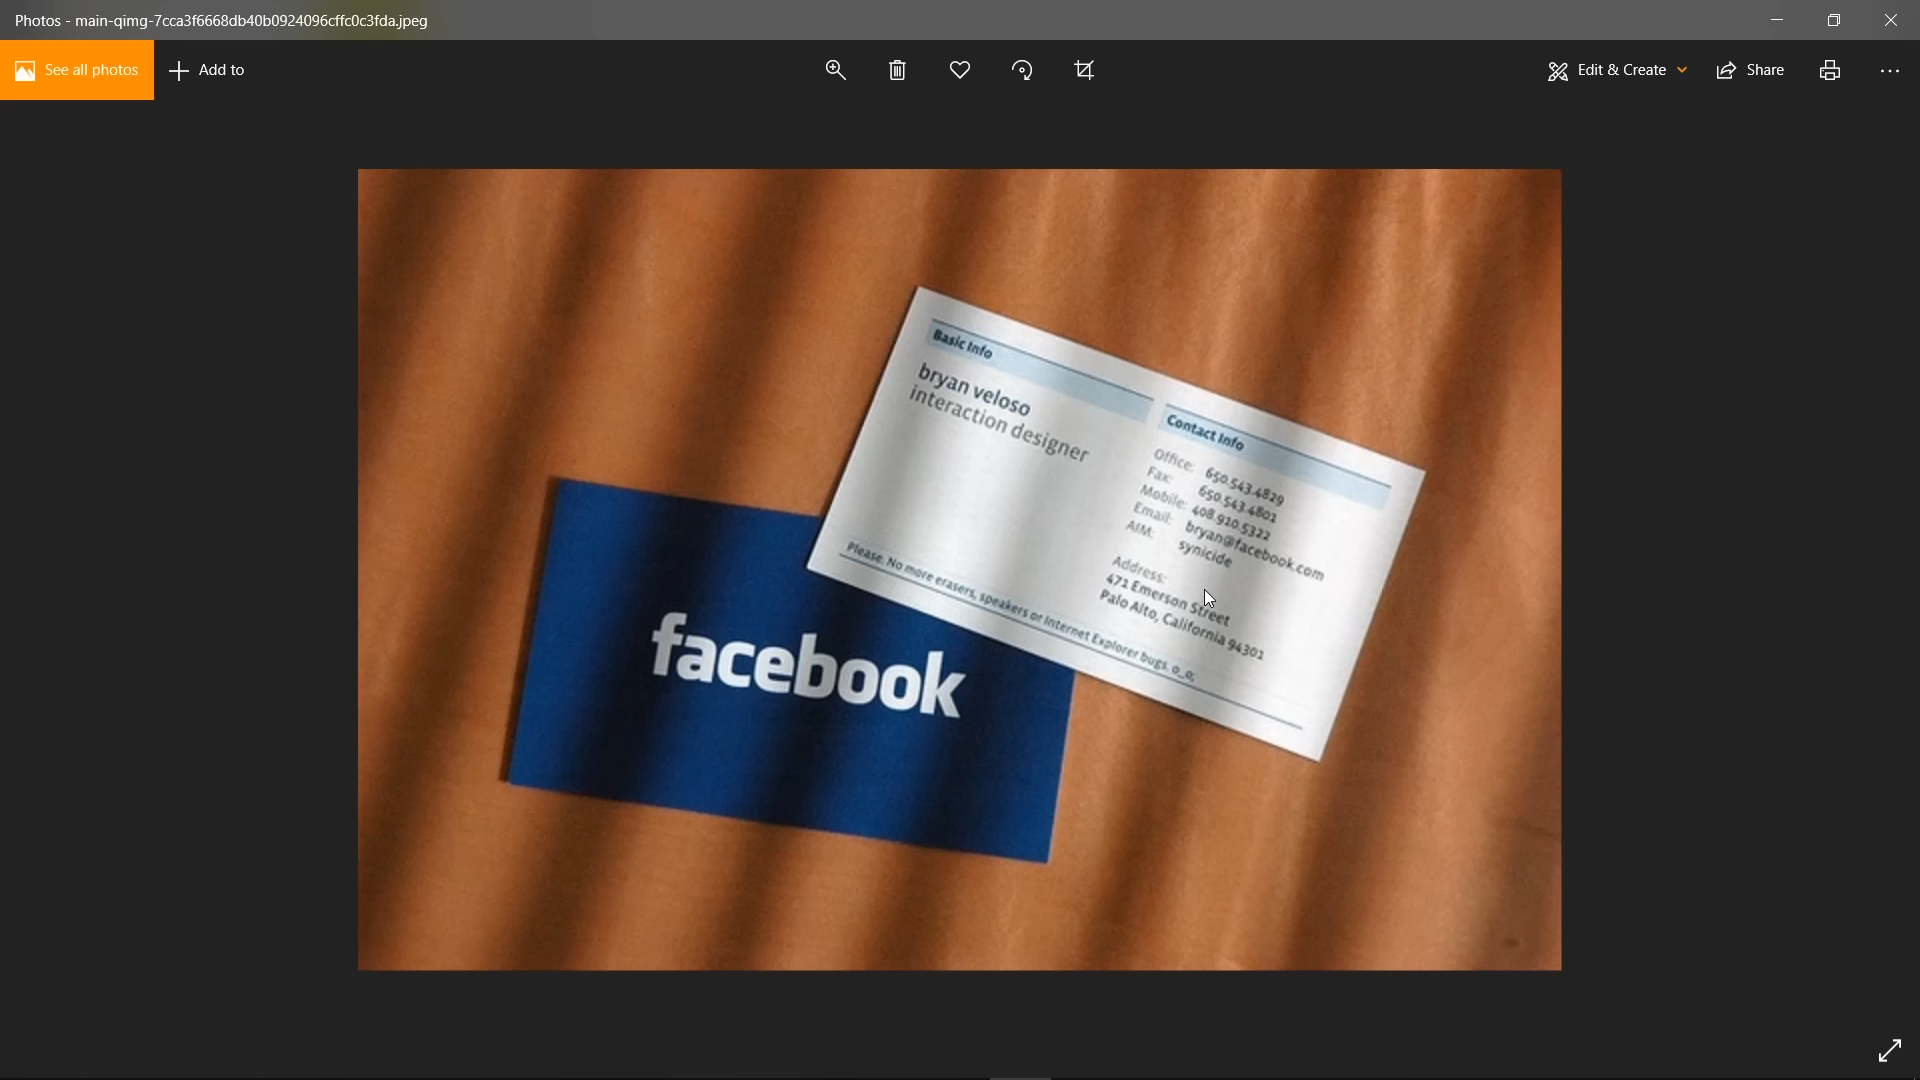 Photos - main-qimg-7cca3f6668db40b0924096cffc0c3fda.jpeg
See all photos
Add to
Edit & Create
Share
Basic Info
bryan veloso
interaction designer
Contact Info
Office: 650.543.4829
Fax: 650.543.4801
Mobile: 408.910.5322
Email: bryan@facebook.com
AIM: synicide
Address:
471 Emerson Street
Palo Alto, California 94301
Please. No more erasers, speakers or Internet Explorer bugs. o_o;
facebook